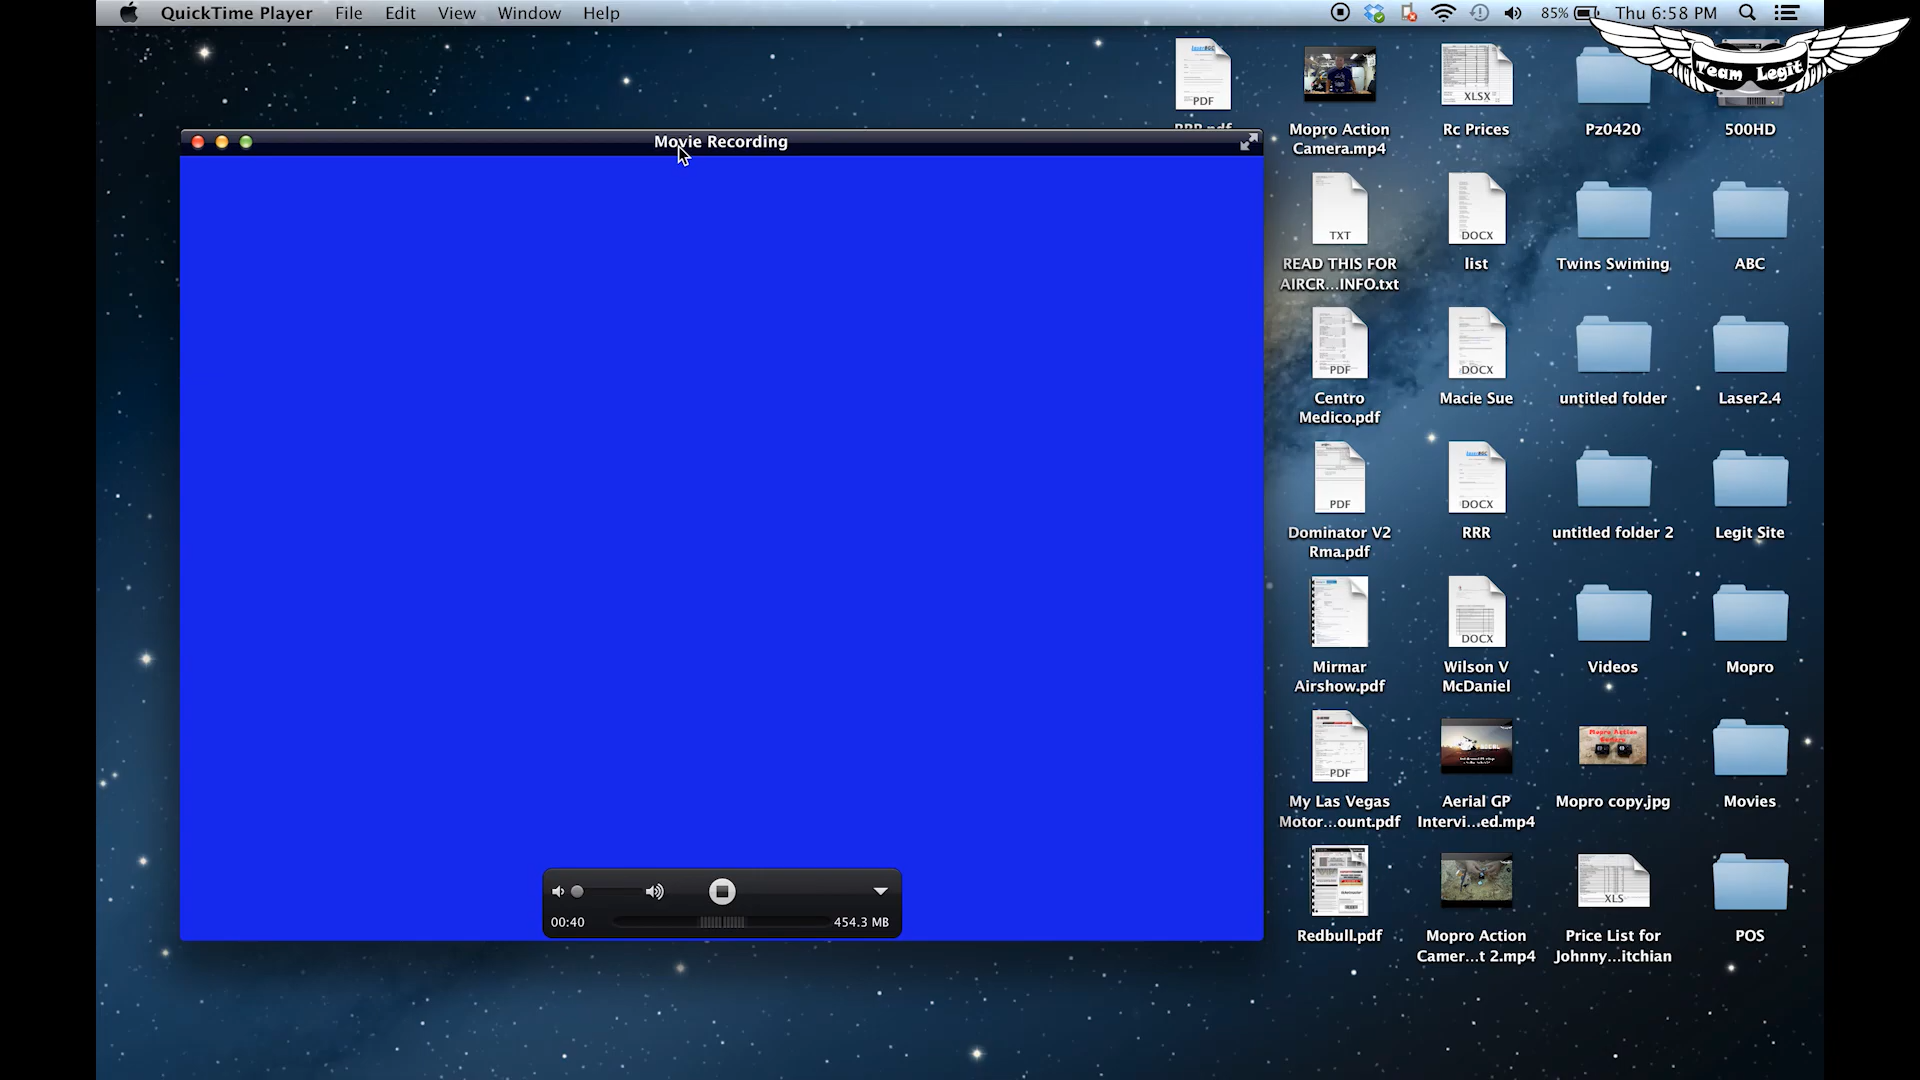 QuickTime Player File Edit View Window Help
85% Thu 6:58 PM
Team Legit
PDF
XLSX
Mopro Action
Camera.mp4
Rc Prices
Pz0420
500HD
Movie Recording
TXT
DOCX
READ THIS FOR
AIRCR...INFO.txt
list
Twins Swiming
ABC
PDF
DOCX
Centro
Medico.pdf
Macie Sue
untitled folder
Laser2.4
PDF
DOCX
Dominator V2
Rma.pdf
RRR
untitled folder 2
Legit Site
DOCX
Mirmar
Airshow.pdf
Wilson V
McDaniel
Videos
Mopro
PDF
My Las Vegas
Motor...ount.pdf
Aerial GP
Intervi...ed.mp4
Mopro copy.jpg
Movies
XLS
Redbull.pdf
Mopro Action
Camer...t 2.mp4
Price List for
Johnny...itchian
POS
00:40
454.3 MB